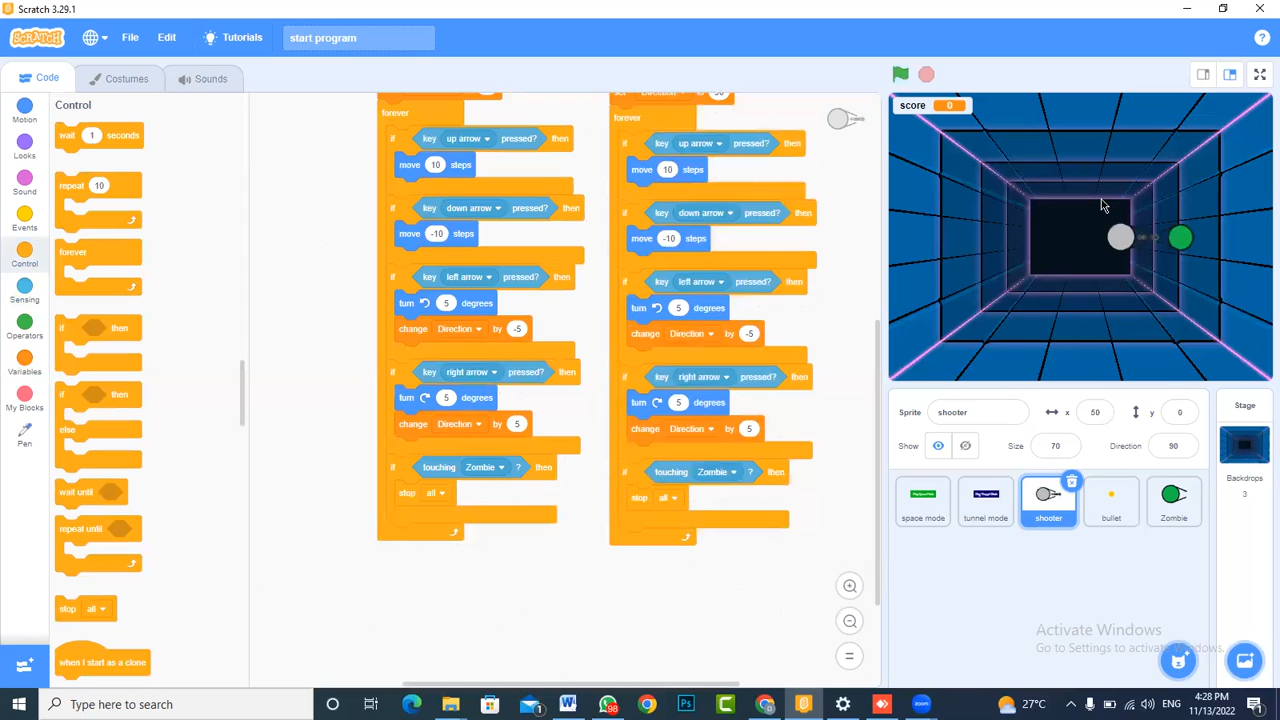 Scratch 3.29.1
SCRATCH File Edit Tutorials start program ?
Code Costumes Sounds
Motion
Looks
Sound
Events
Control
Sensing
Operators
Variables
My Blocks
Pen
Control
wait 1 seconds
repeat 10
forever
if then
if then
else
wait until
repeat until
stop all
when I start as a clone
forever
if key up arrow pressed? then
move 10 steps
if key down arrow pressed? then
move -10 steps
if key left arrow pressed? then
turn 5 degrees
change Direction by -5
if key right arrow pressed? then
turn 5 degrees
change Direction by 5
if touching Zombie ? then
stop all
forever
if key up arrow pressed? then
move 10 steps
if key down arrow pressed? then
move -10 steps
if key left arrow pressed? then
turn 5 degrees
change Direction by -5
if key right arrow pressed? then
turn 5 degrees
change Direction by 5
if touching Zombie ? then
stop all
score 0
Sprite shooter x 50 y 0
Show Size 70 Direction 90
space mode tunnel mode shooter bullet Zombie
Stage
Backdrops
3
Activate Windows
Go to Settings to activate Windows.
Type here to search
98
1
27°C
ENG
4:28 PM
11/13/2022